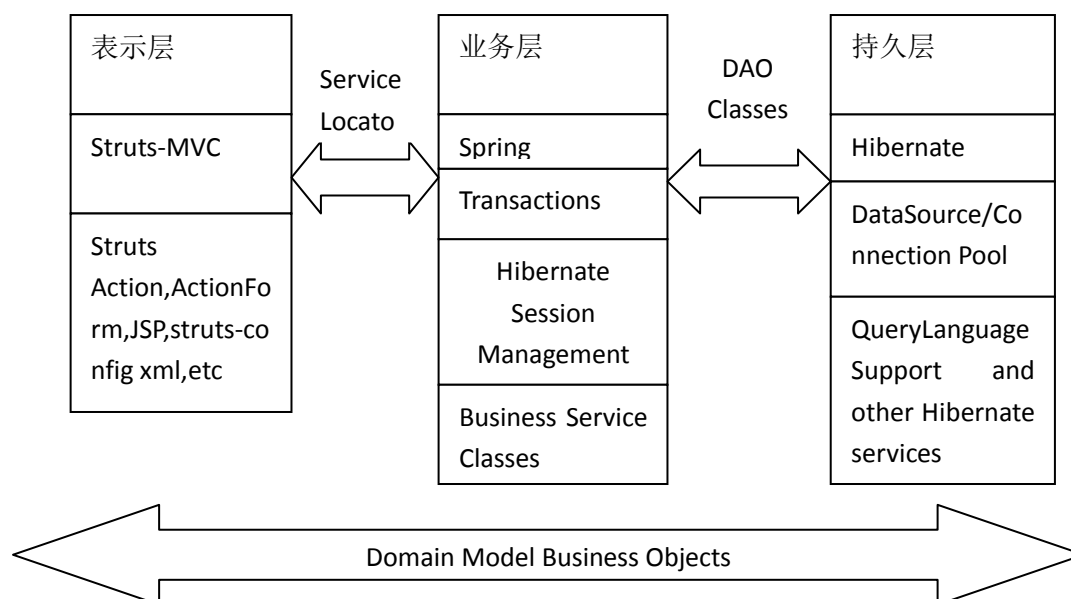 表示层
Struts-MVC
Struts
Action,ActionFo
rm,JSP,struts-co
nfig xml,etc
Service
Locato
业务层
Spring
Transactions
Hibernate
Session
Management
Business Service
Classes
DAO
Classes
持久层
Hibernate
DataSource/Co
nnection Pool
QueryLanguage
Support and
other Hibernate
services
Domain Model Business Objects